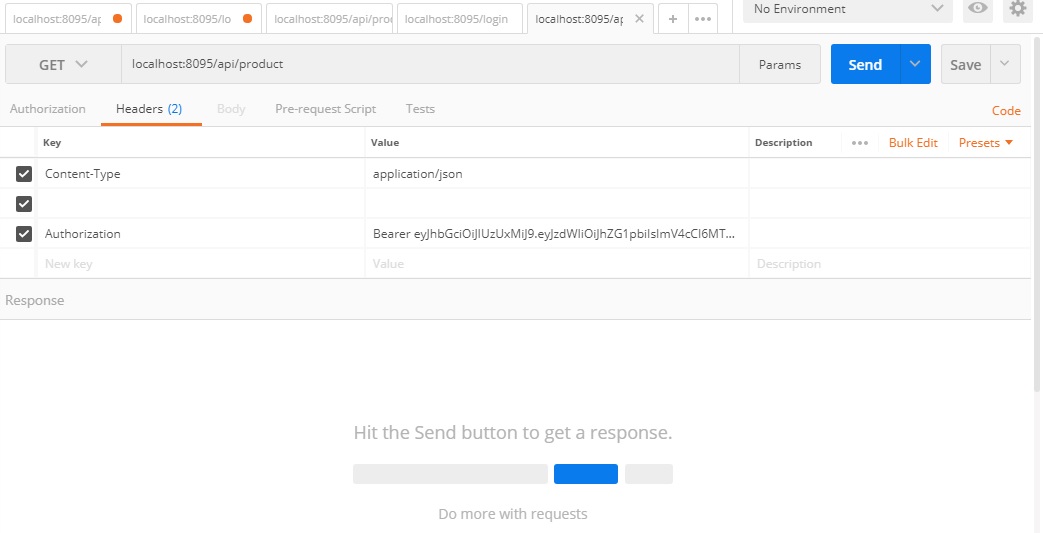 localhost:8095/ap
localhost:8095/lo
localhost:8095/api/prod
localhost:8095/login
localhost:8095/ap
No Environment
GET
localhost:8095/api/product
Params
Send
Save
Authorization
Headers (2)
Body
Pre-request Script
Tests
Code
Key
Value
Description
Bulk Edit
Presets
Content-Type
application/json
Authorization
Bearer eyJhbGciOiJIUzUxMiJ9.eyJzdWIiOiJhZG1pbiIsImV4cCI6MT...
New key
Value
Description
Response
Hit the Send button to get a response.
Do more with requests